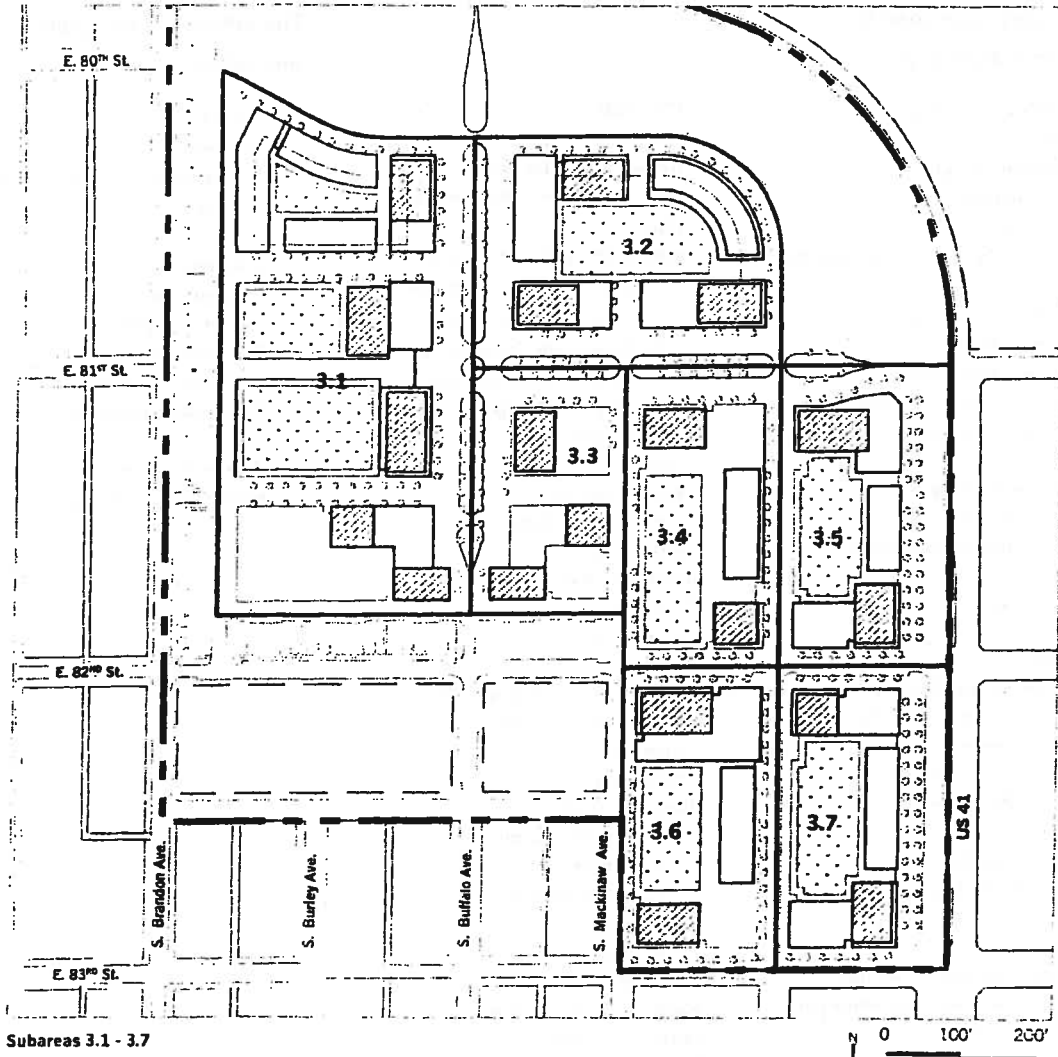 E. 80TH St.
3.2
E. 81ST St.
3.1
3.3
3.4
3.5
E. 82ND St.
3.6
3.7
US 41
S. Brandon Ave.
S. Burley Ave.
S. Buffalo Ave.
S. Mackinaw Ave.
E. 83RD St.
Subareas 3.1 - 3.7
N
0 100' 200'